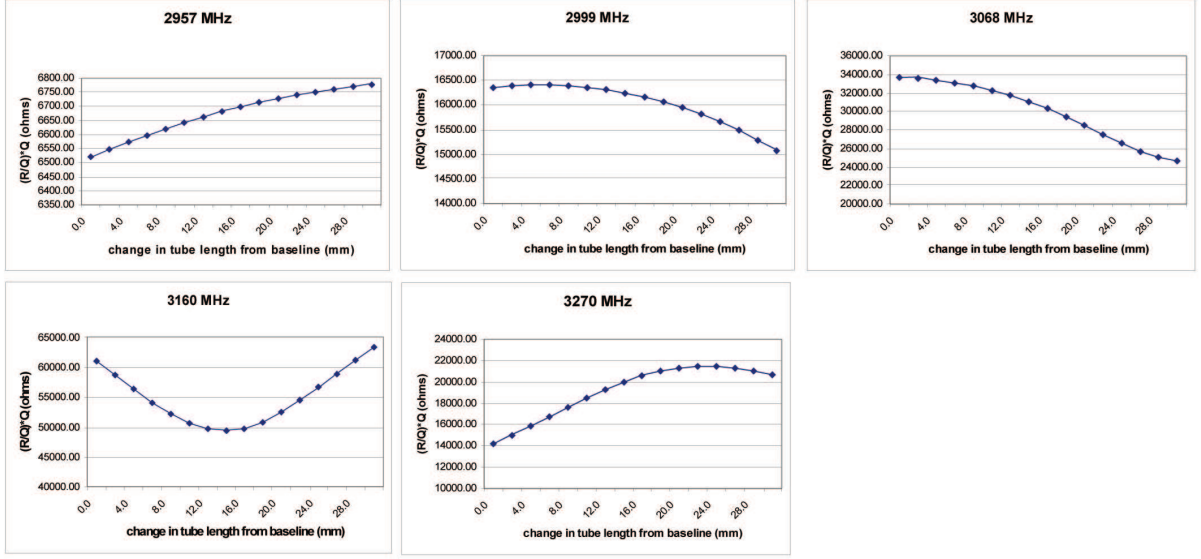 2957 MHz
(R/Q)*Q (ohms)
6800.00
6750.00
6700.00
6650.00
6600.00
6550.00
6500.00
6450.00
6400.00
6350.00
0.0 4.0 8.0 12.0 16.0 20.0 24.0 28.0
change in tube length from baseline (mm)
2999 MHz
(R/Q)*Q (ohms)
17000.00
16500.00
16000.00
15500.00
15000.00
14500.00
14000.00
0.0 4.0 8.0 12.0 16.0 20.0 24.0 28.0
change in tube length from baseline (mm)
3068 MHz
(R/Q)*Q (ohms)
36000.00
34000.00
32000.00
30000.00
28000.00
26000.00
24000.00
22000.00
20000.00
0.0 4.0 8.0 12.0 16.0 20.0 24.0 28.0
change in tube length from baseline (mm)
3160 MHz
(R/Q)*Q (ohms)
65000.00
60000.00
55000.00
50000.00
45000.00
40000.00
0.0 4.0 8.0 12.0 16.0 20.0 24.0 28.0
change in tube length from baseline (mm)
3270 MHz
(R/Q)*Q (ohms)
24000.00
22000.00
20000.00
18000.00
16000.00
14000.00
12000.00
10000.00
0.0 4.0 8.0 12.0 16.0 20.0 24.0 28.0
change in tube length from baseline (mm)